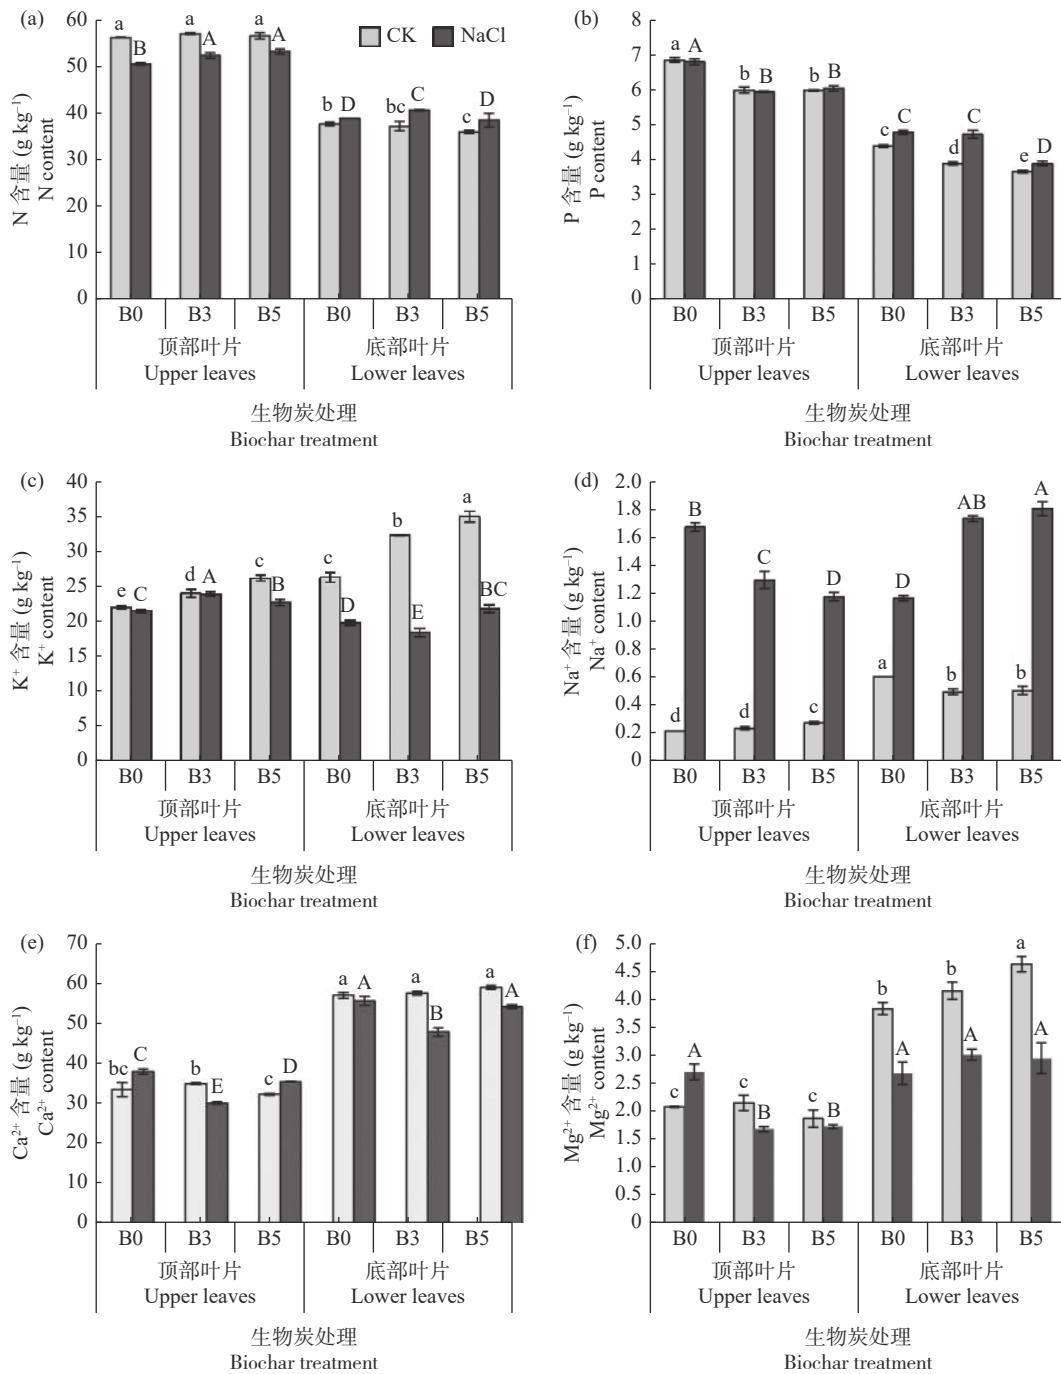 (a)
N 含量 (g kg⁻¹)
N content
60
50
40
30
20
10
0
CK NaCl
a B a A a A b D bc C c D
B0 B3 B5 B0 B3 B5
顶部叶片 底部叶片
Upper leaves Lower leaves
生物炭处理
Biochar treatment
(b)
P 含量 (g kg⁻¹)
P content
8
7
6
5
4
3
2
1
0
a A b B b B c C d C e D
B0 B3 B5 B0 B3 B5
顶部叶片 底部叶片
Upper leaves Lower leaves
生物炭处理
Biochar treatment
(c)
K⁺ 含量 (g kg⁻¹)
K⁺ content
40
35
30
25
20
15
10
5
0
e C d A c B c D b E a BC
B0 B3 B5 B0 B3 B5
顶部叶片 底部叶片
Upper leaves Lower leaves
生物炭处理
Biochar treatment
(d)
Na⁺ 含量 (g kg⁻¹)
Na⁺ content
2.0
1.8
1.6
1.4
1.2
1.0
0.8
0.6
0.4
0.2
0
d B d C c D a D b AB b A
B0 B3 B5 B0 B3 B5
顶部叶片 底部叶片
Upper leaves Lower leaves
生物炭处理
Biochar treatment
(e)
Ca²⁺ 含量 (g kg⁻¹)
Ca²⁺ content
70
60
50
40
30
20
10
0
bc C b E c D a A a B a A
B0 B3 B5 B0 B3 B5
顶部叶片 底部叶片
Upper leaves Lower leaves
生物炭处理
Biochar treatment
(f)
Mg²⁺ 含量 (g kg⁻¹)
Mg²⁺ content
5.0
4.5
4.0
3.5
3.0
2.5
2.0
1.5
1.0
0.5
0
c A c B c B b A b A a A
B0 B3 B5 B0 B3 B5
顶部叶片 底部叶片
Upper leaves Lower leaves
生物炭处理
Biochar treatment